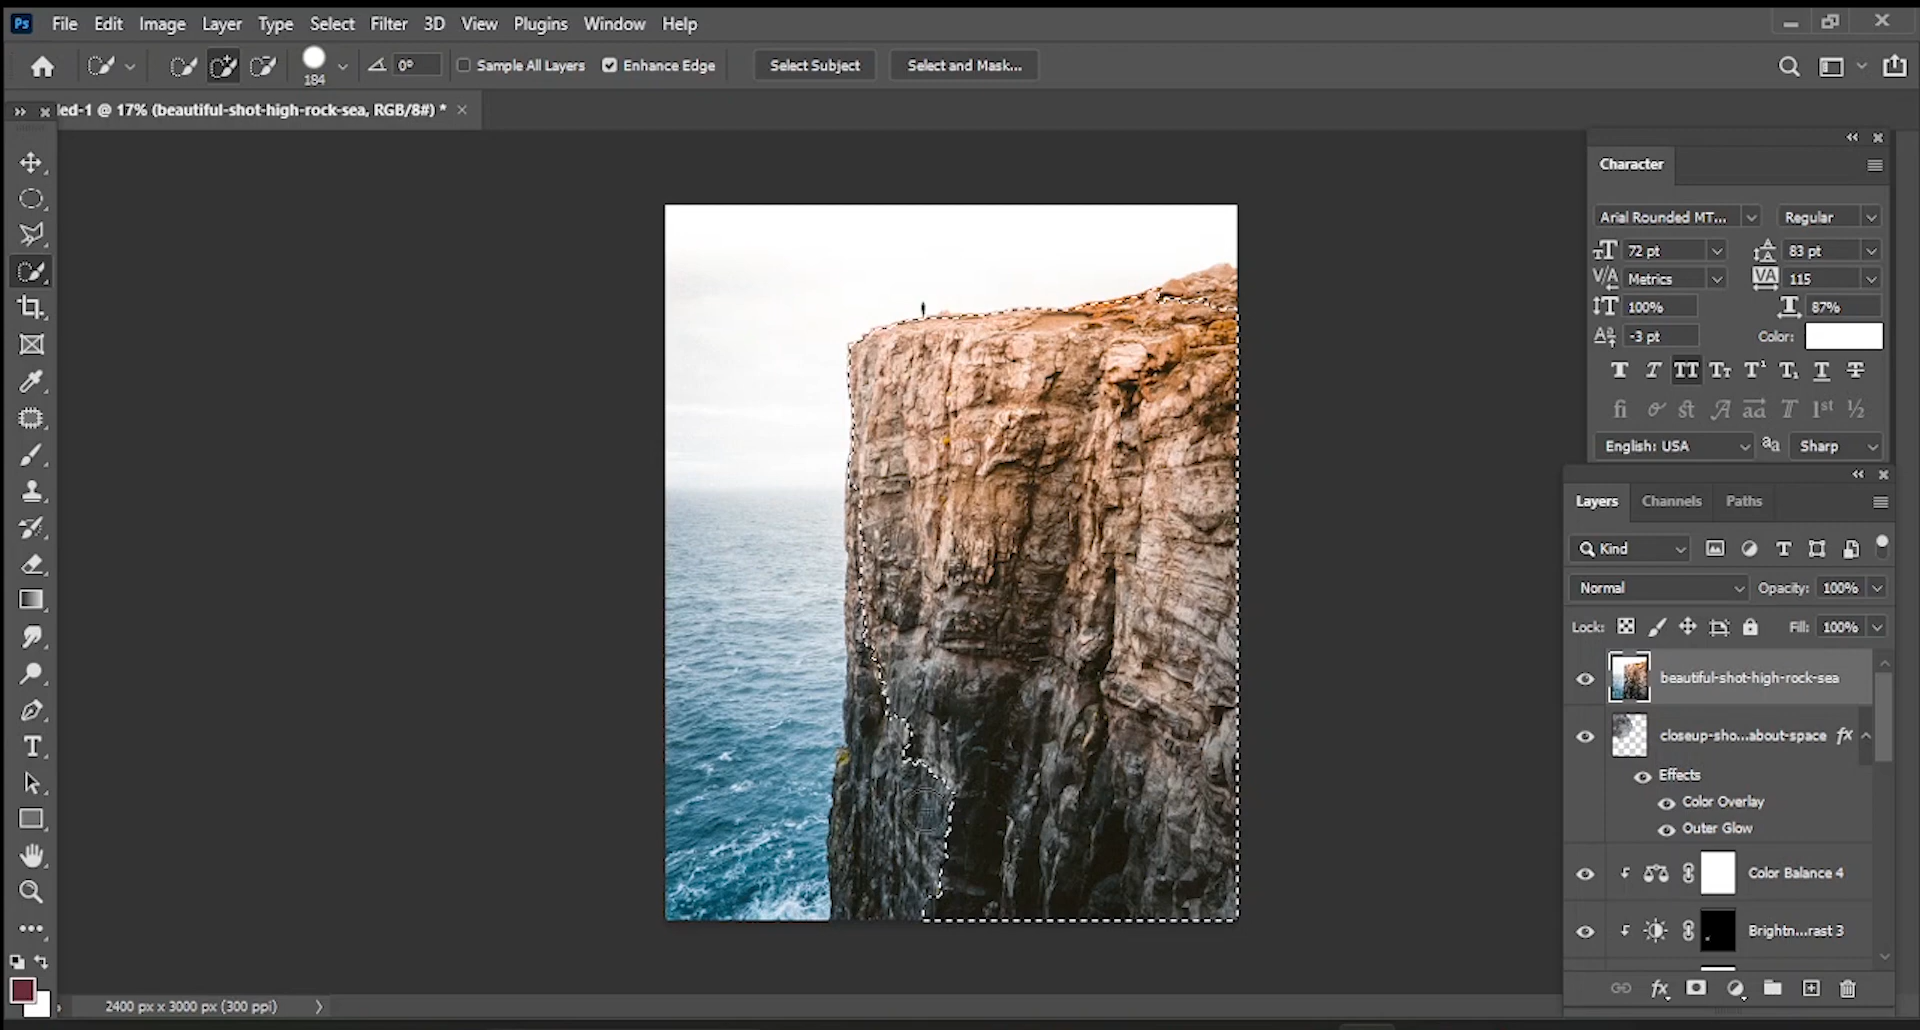 Ps File Edit Image Layer Select Filter 3D View Plugins Window Help
184 0° Sample All Layers Enhance Edge Select Subject Select and Mask...
led-1 @ 17% (beautiful-shot-high-rock-sea, RGB/8#) *
Character
Arial Rounded MT... Regular
72 pt 83 pt
Metrics 115
100% 87%
-3 pt Color:
English: USA Sharp
Layers Channels Paths
Kind
Normal Opacity: 100%
Lock: Fill: 100%
beautiful-shot-high-rock-sea
closeup-sho...about-space fx
Effects
Color Overlay
Outer Glow
Color Balance 4
Brightn...rast 3
2400 px x 3000 px (300 ppi)